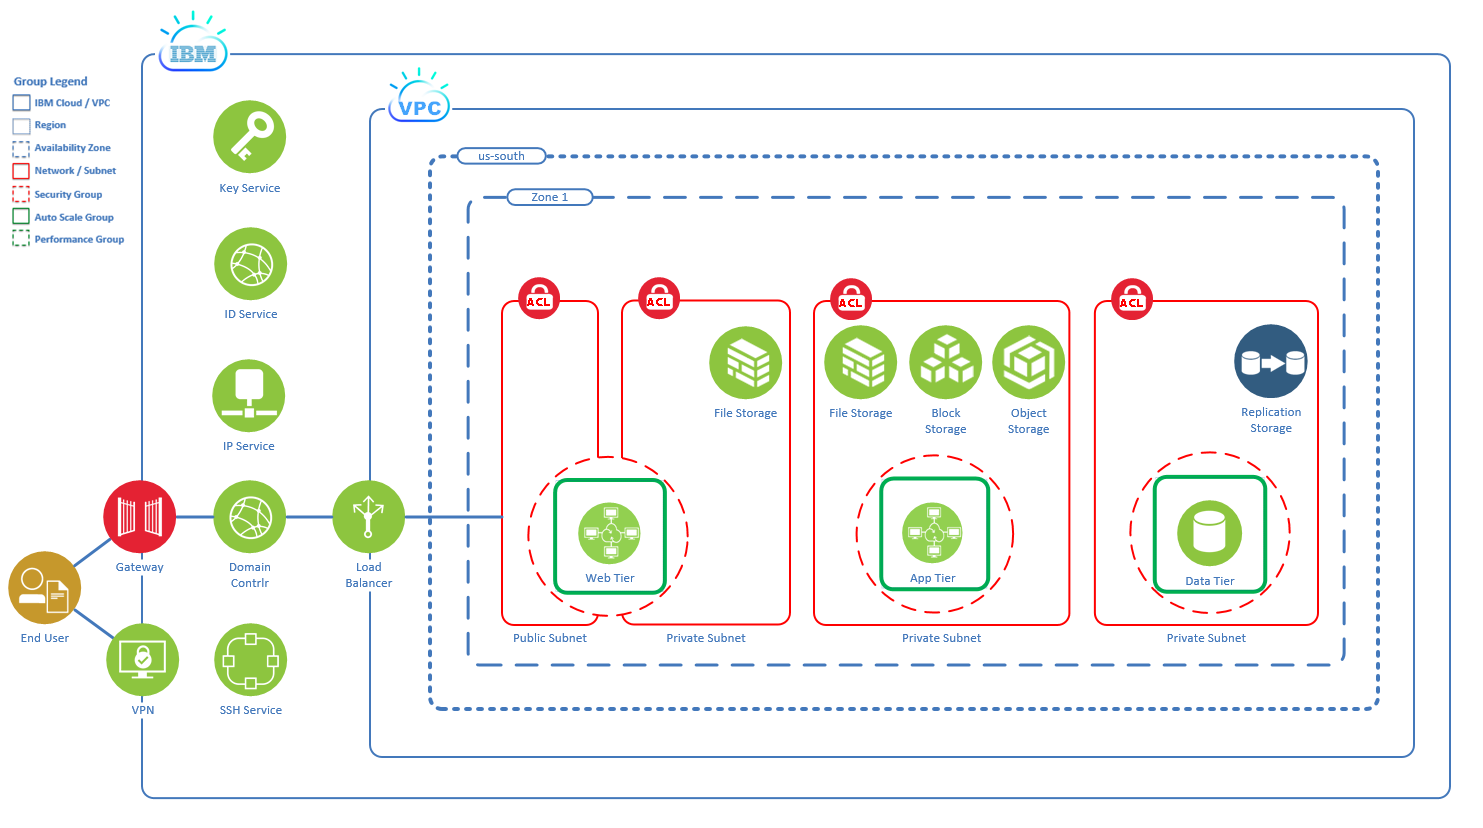 IBM
VPC
Group Legend
IBM Cloud / VPC
Region
Availability Zone
Network / Subnet
Security Group
Auto Scale Group
Performance Group
Key Service
ID Service
IP Service
Gateway
Domain
Contrlr
Load
Balancer
End User
VPN
SSH Service
us-south
Zone 1
ACL
ACL
ACL
ACL
File Storage
File Storage
Block
Storage
Object
Storage
Replication
Storage
Web Tier
App Tier
Data Tier
Public Subnet
Private Subnet
Private Subnet
Private Subnet